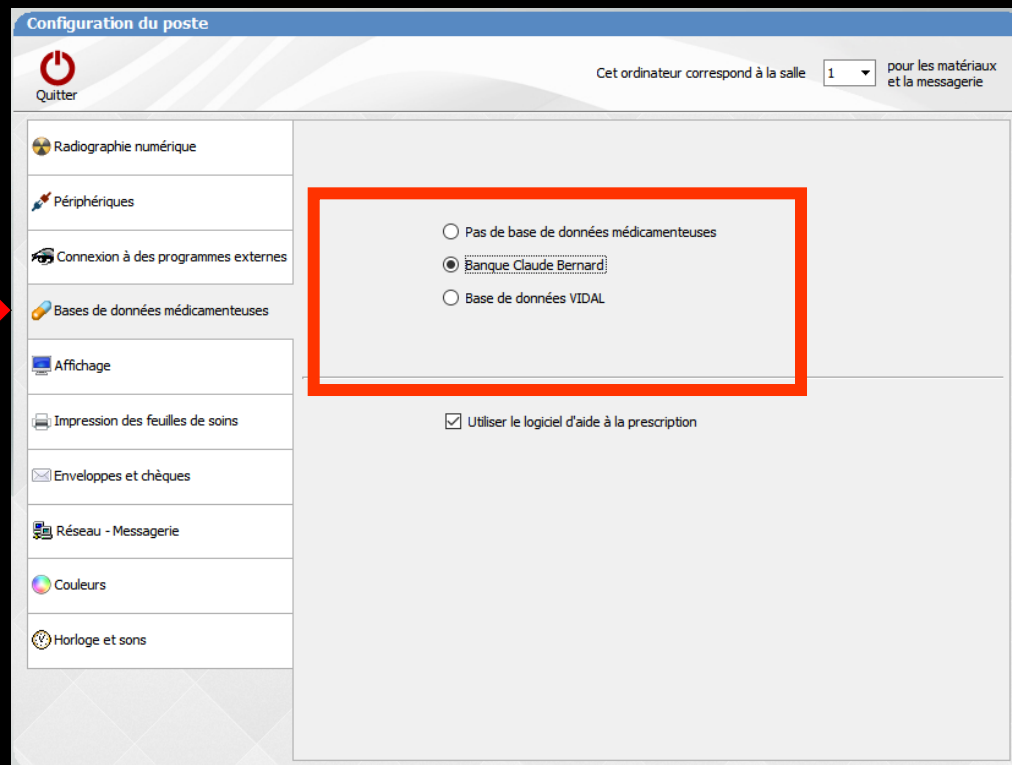 Configuration du poste
Quitter
Cet ordinateur correspond à la salle 1 pour les matériaux
et la messagerie
Radiographie numérique
Périphériques
Connexion à des programmes externes
Bases de données médicamenteuses
Affichage
Impression des feuilles de soins
Enveloppes et chèques
Réseau - Messagerie
Couleurs
Horloge et sons
Pas de base de données médicamenteuses
Banque Claude Bernard
Base de données VIDAL
Utiliser le logiciel d'aide à la prescription